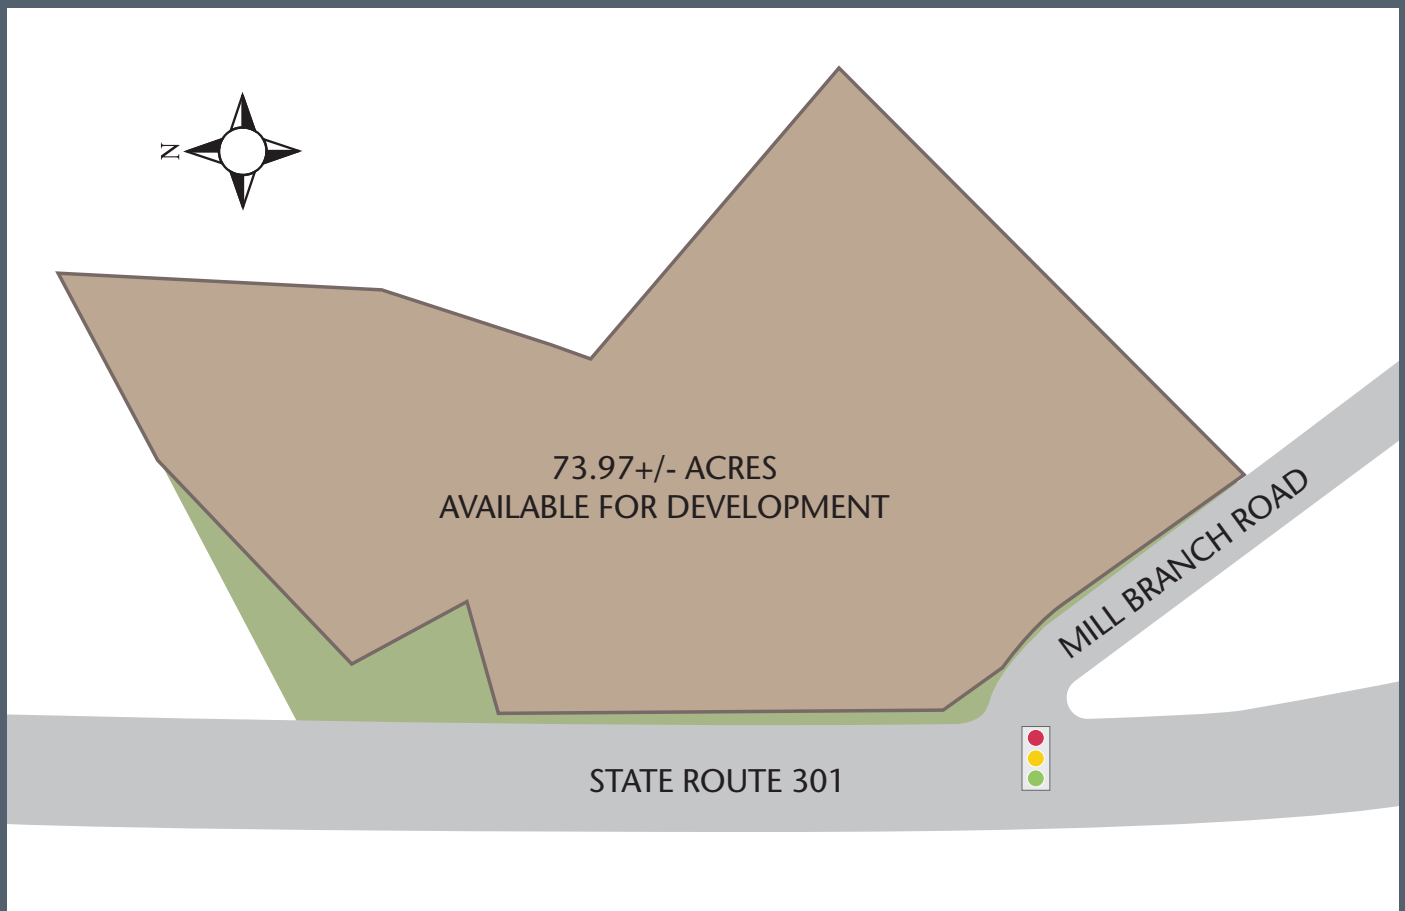 N
73.97+/- ACRES
AVAILABLE FOR DEVELOPMENT
MILL BRANCH ROAD
STATE ROUTE 301